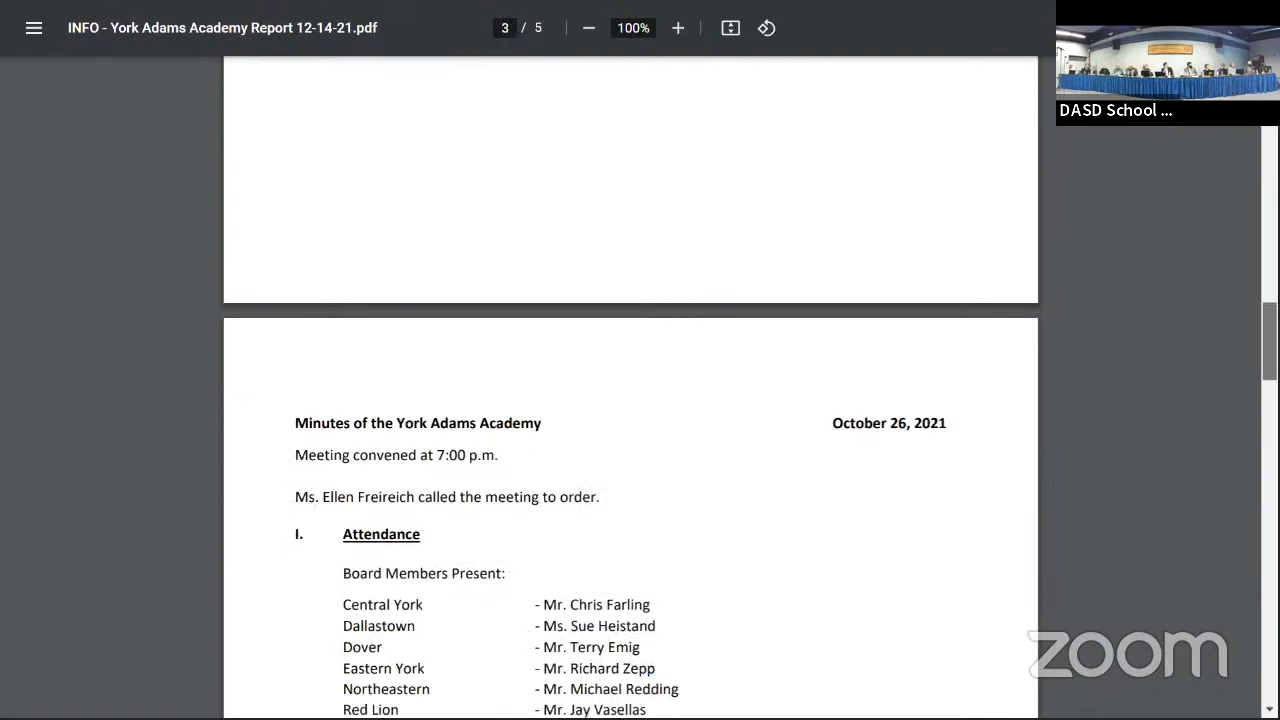 INFO - York Adams Academy Report 12-14-21.pdf
3 / 5
100%
DASD School ...
Minutes of the York Adams Academy October 26, 2021
Meeting convened at 7:00 p.m.
Ms. Ellen Freireich called the meeting to order.
I. Attendance
Board Members Present:
Central York - Mr. Chris Farling
Dallastown - Ms. Sue Heistand
Dover - Mr. Terry Emig
Eastern York - Mr. Richard Zepp
Northeastern - Mr. Michael Redding
Red Lion - Mr. Jay Vasellas
zoom